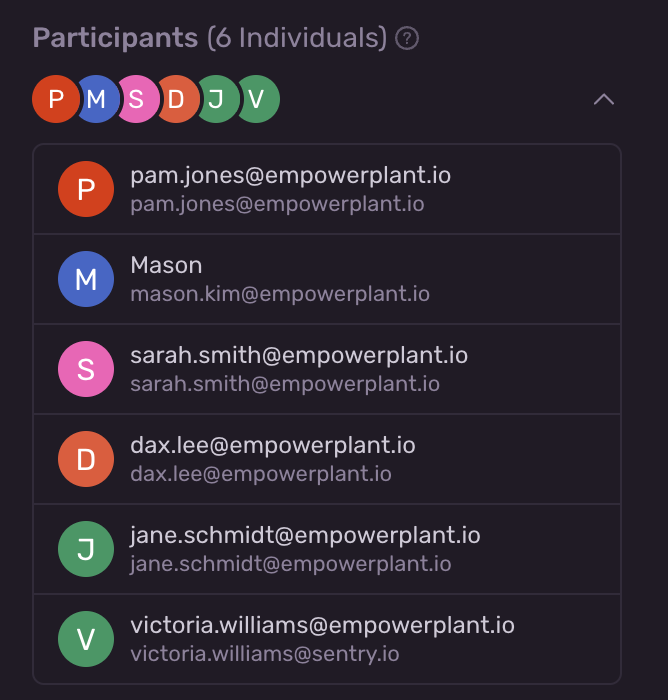 Participants (6 Individuals) ?
P M S D J V
P
pam.jones@empowerplant.io
pam.jones@empowerplant.io
M
Mason
mason.kim@empowerplant.io
S
sarah.smith@empowerplant.io
sarah.smith@empowerplant.io
D
dax.lee@empowerplant.io
dax.lee@empowerplant.io
J
jane.schmidt@empowerplant.io
jane.schmidt@empowerplant.io
V
victoria.williams@empowerplant.io
victoria.williams@sentry.io